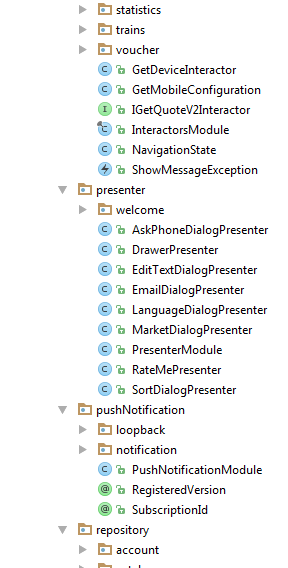 statistics
trains
voucher
GetDeviceInteractor
GetMobileConfiguration
IGetQuoteV2Interactor
InteractorsModule
NavigationState
ShowMessageException
presenter
welcome
AskPhoneDialogPresenter
DrawerPresenter
EditTextDialogPresenter
EmailDialogPresenter
LanguageDialogPresenter
MarketDialogPresenter
PresenterModule
RateMePresenter
SortDialogPresenter
pushNotification
loopback
notification
PushNotificationModule
RegisteredVersion
SubscriptionId
repository
account